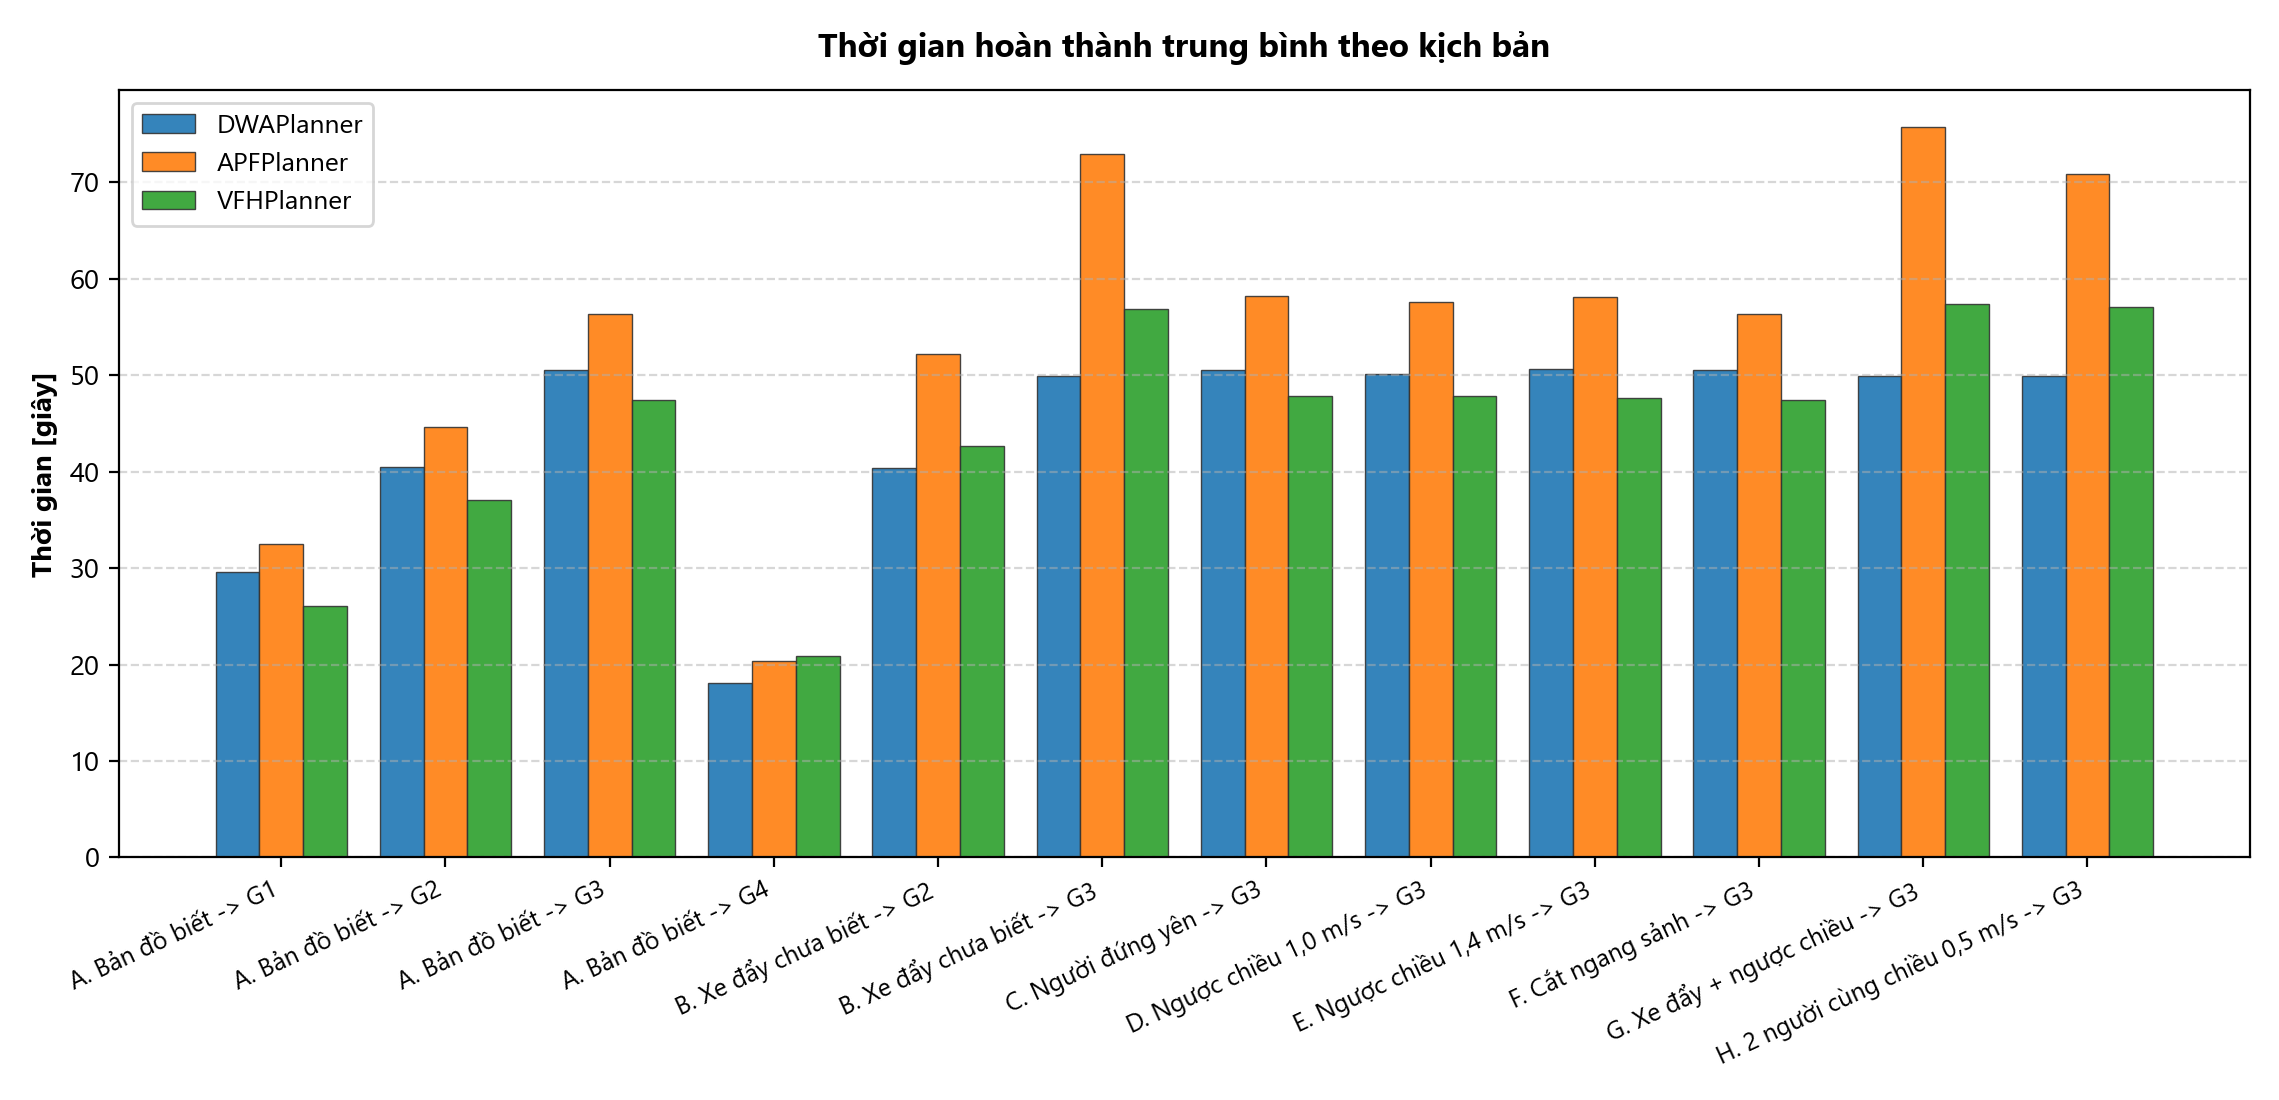 Thời gian hoàn thành trung bình theo kịch bản
DWAPlanner
APFPlanner
VFHPlanner
Thời gian [giây]
70
60
50
40
30
20
10
0
A. Bản đồ biết -> G1
A. Bản đồ biết -> G2
A. Bản đồ biết -> G3
A. Bản đồ biết -> G4
B. Xe đẩy chưa biết -> G2
B. Xe đẩy chưa biết -> G3
C. Người đứng yên -> G3
D. Ngược chiều 1,0 m/s -> G3
E. Ngược chiều 1,4 m/s -> G3
F. Cắt ngang sảnh -> G3
G. Xe đẩy + ngược chiều -> G3
H. 2 người cùng chiều 0,5 m/s -> G3